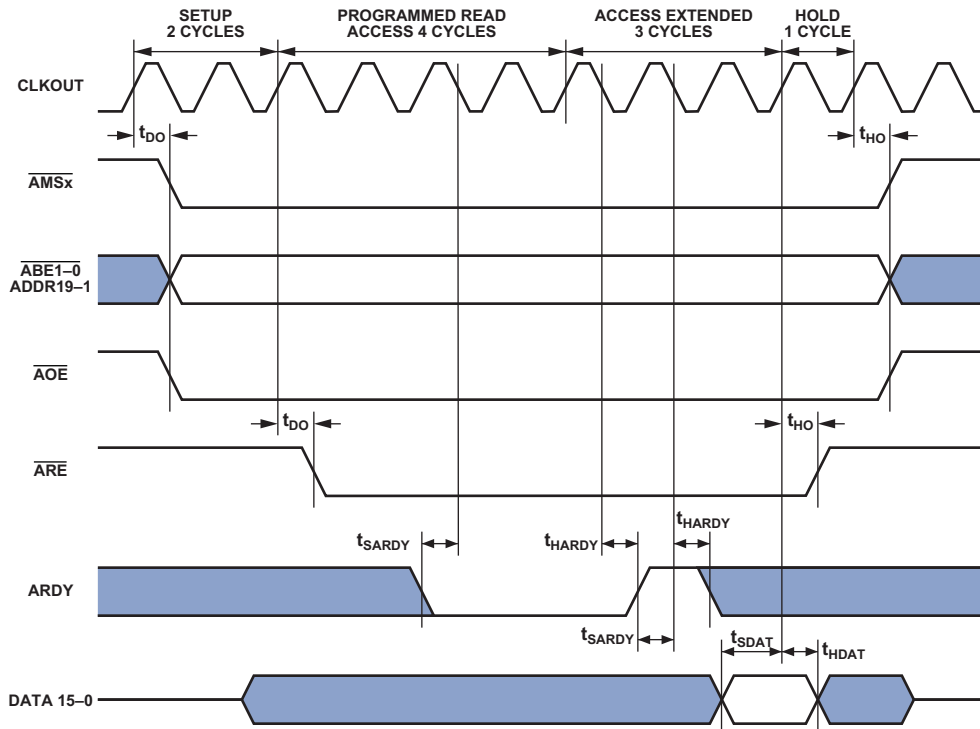 SETUP
2 CYCLES
PROGRAMMED READ
ACCESS 4 CYCLES
ACCESS EXTENDED
3 CYCLES
HOLD
1 CYCLE
CLKOUT
tDO
tHO
AMSx
ABE1–0
ADDR19–1
AOE
tDO
tHO
ARE
tSARDY
tHARDY
tHARDY
ARDY
tSARDY
tSDAT
tHDAT
DATA 15–0